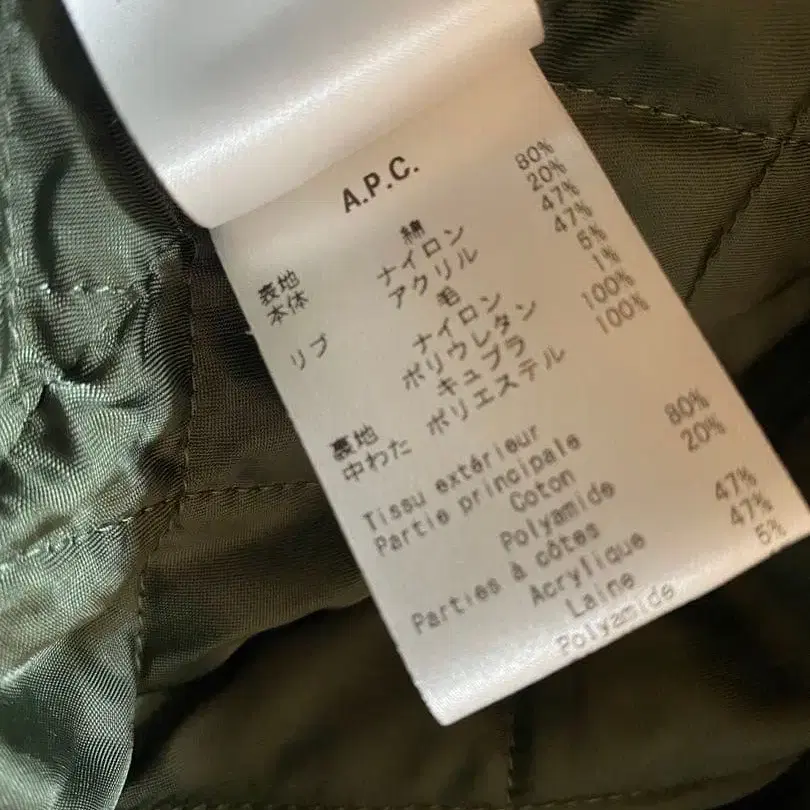 A.P.C.
表地
本体 綿 80%
ナイロン 20%
リブ アクリル 47%
毛 47%
ナイロン 5%
ポリウレタン 1%
裏地 キュプラ 100%
中わた ポリエステル 100%
Tissu extérieur
Partie principale
Coton 80%
Polyamide 20%
Parties à côtes
Acrylique 47%
Laine 47%
Polyamide 5%